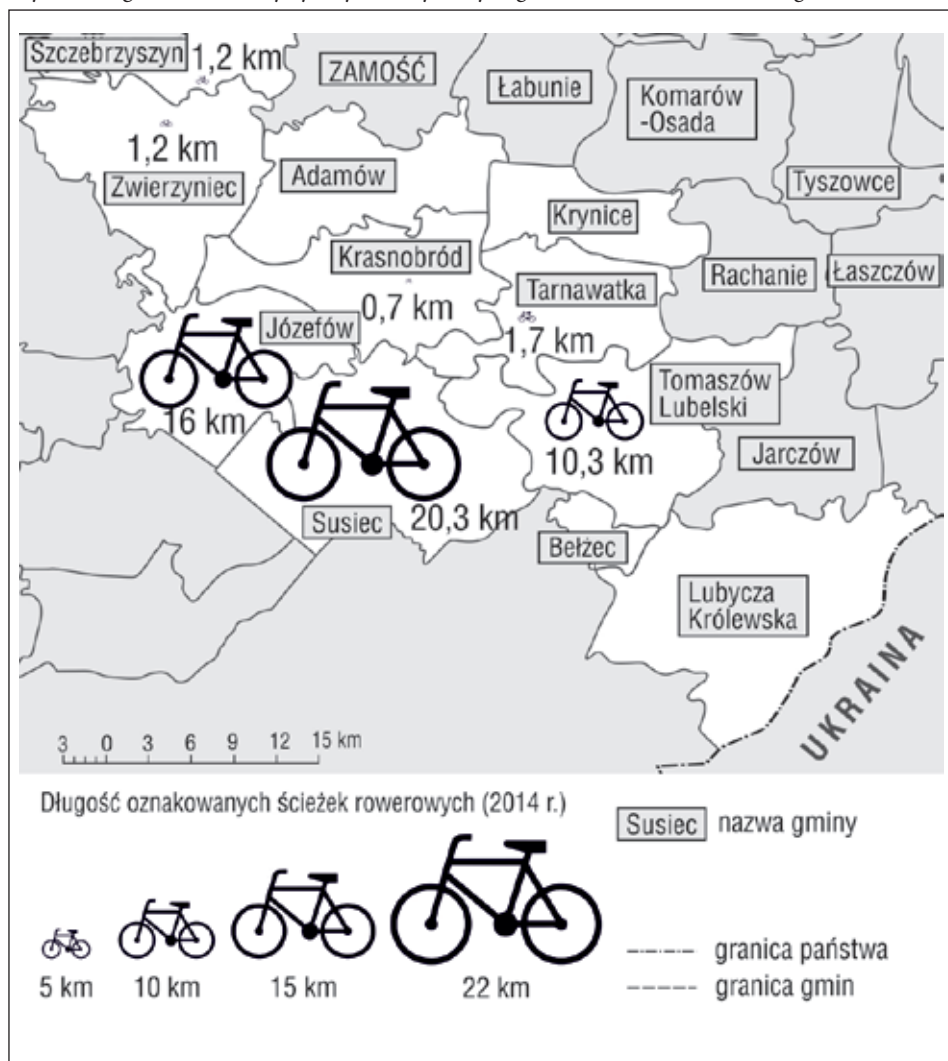 Szczebrzyszyn
1,2 km
ZAMOŚĆ
Łabunie
Komarów
-Osada
1,2 km
Zwierzyniec
Adamów
Tyszowce
Krynice
Krasnobród
Rachanie
Łaszczów
Tarnawatka
0,7 km
Józefów
1,7 km
Tomaszów
Lubelski
16 km
10,3 km
Jarczów
Susiec
20,3 km
Bełżec
Lubycza
Królewska
UKRAINA
3 0 3 6 9 12 15 km
Długość oznakowanych ścieżek rowerowych (2014 r.)
Susiec nazwa gminy
5 km 10 km 15 km 22 km
granica państwa
granica gmin